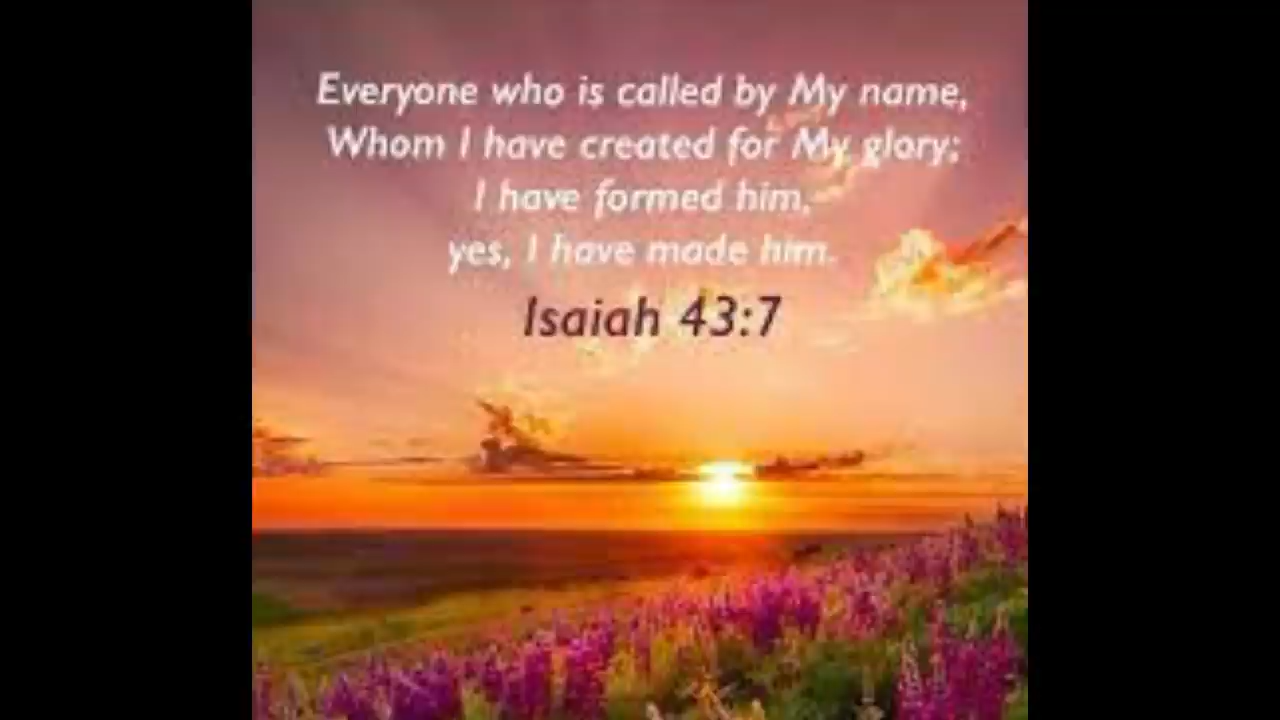 Everyone who is called by My name,
Whom I have created for My glory;
I have formed him,
yes, I have made him.
Isaiah 43:7